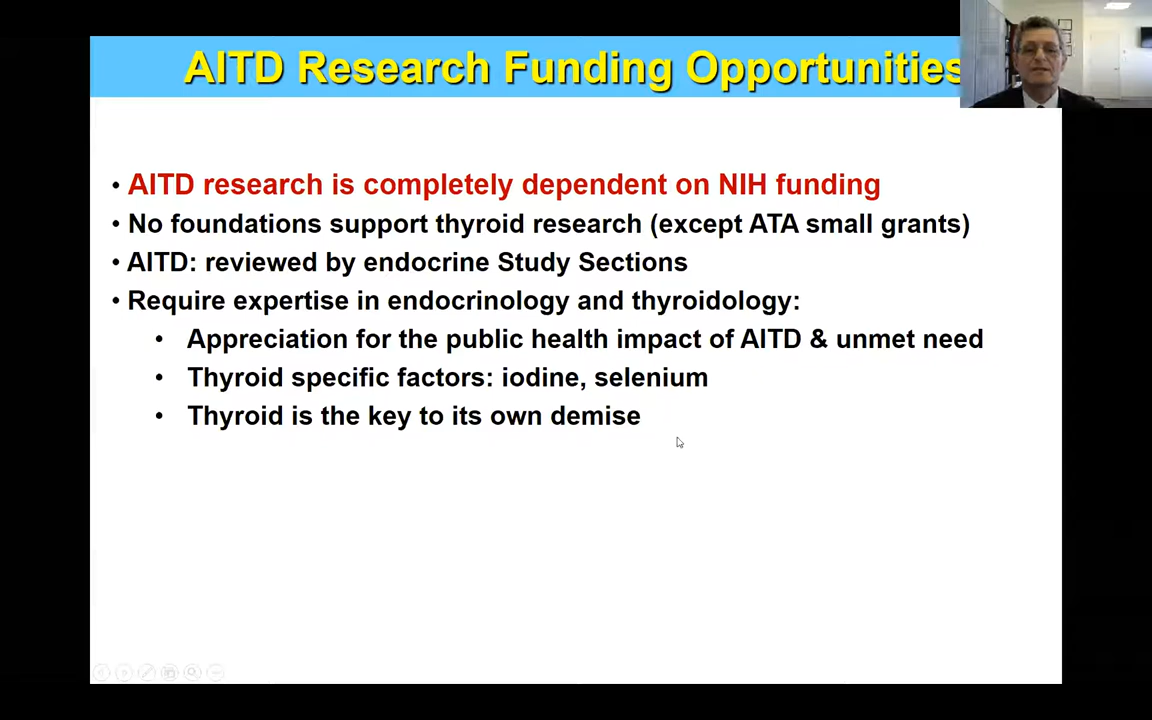 AITD Research Funding Opportunities
• AITD research is completely dependent on NIH funding
• No foundations support thyroid research (except ATA small grants)
• AITD: reviewed by endocrine Study Sections
• Require expertise in endocrinology and thyroidology:
• Appreciation for the public health impact of AITD & unmet need
• Thyroid specific factors: iodine, selenium
• Thyroid is the key to its own demise